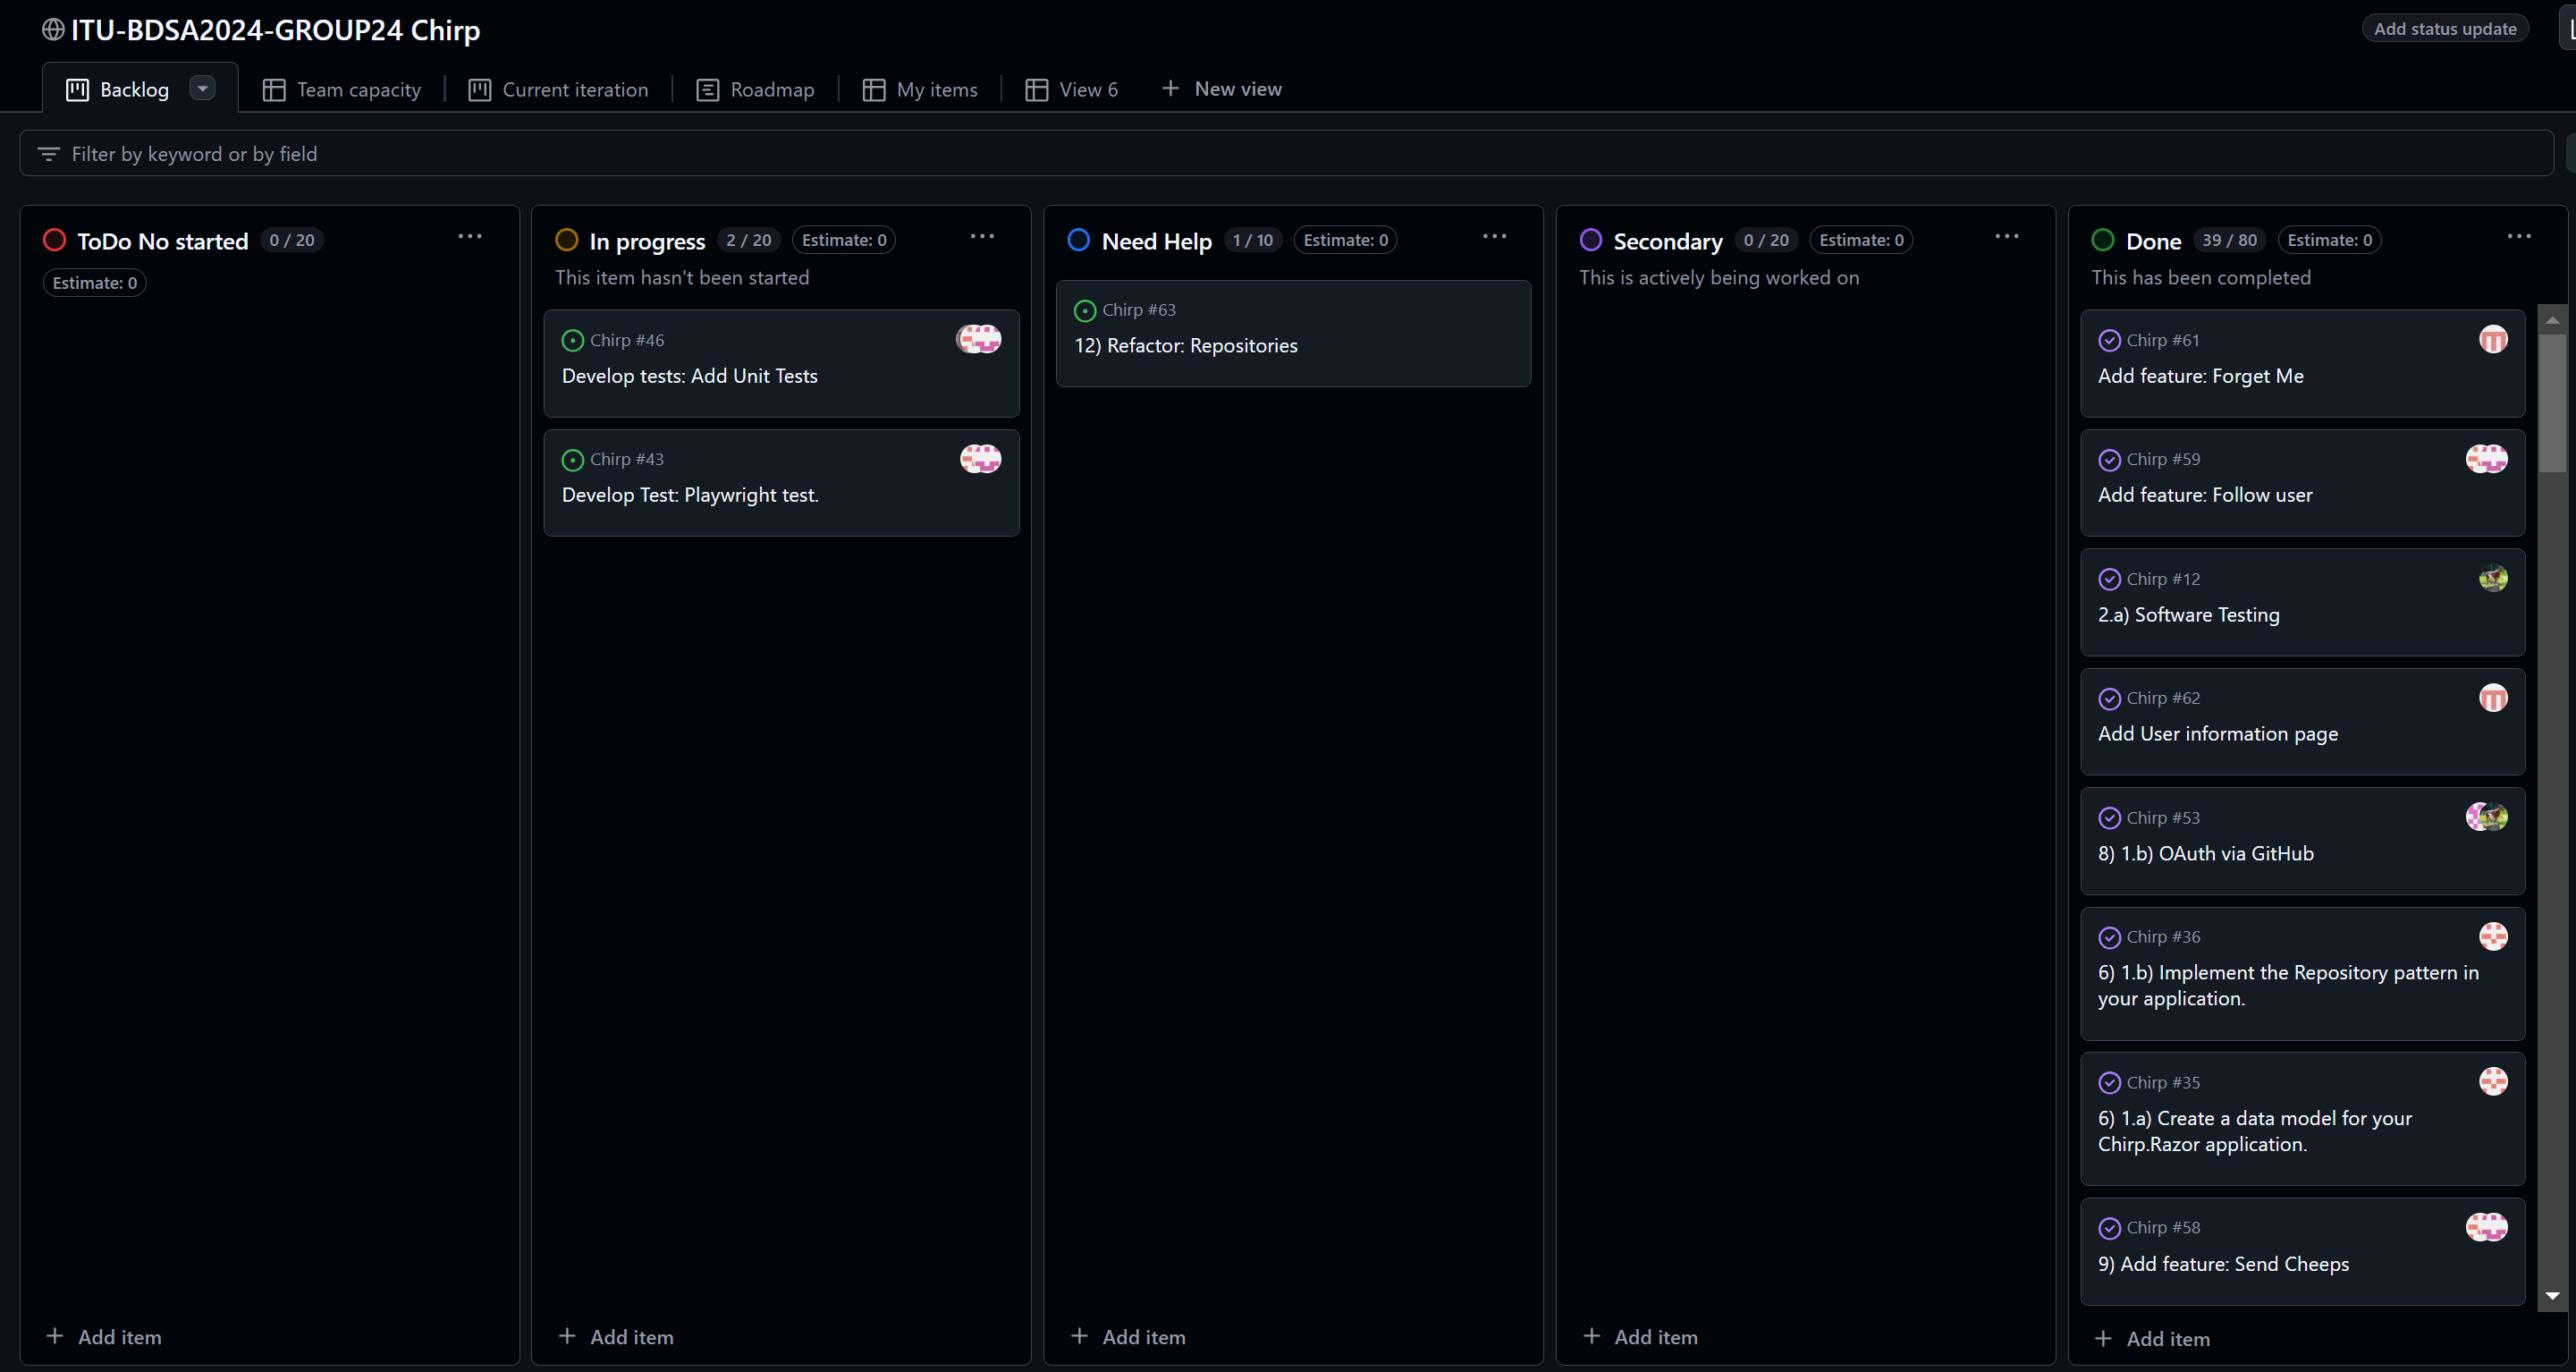 ITU-BDSA2024-GROUP24 Chirp
Add status update
Backlog
Team capacity
Current iteration
Roadmap
My items
View 6
New view
Filter by keyword or by field
ToDo No started 0 / 20
Estimate: 0
In progress 2 / 20 Estimate: 0
This item hasn't been started
Chirp #46
Develop tests: Add Unit Tests
Chirp #43
Develop Test: Playwright test.
Need Help 1 / 10 Estimate: 0
Chirp #63
12) Refactor: Repositories
Secondary 0 / 20 Estimate: 0
This is actively being worked on
Done 39 / 80 Estimate: 0
This has been completed
Chirp #61
Add feature: Forget Me
Chirp #59
Add feature: Follow user
Chirp #12
2.a) Software Testing
Chirp #62
Add User information page
Chirp #53
8) 1.b) OAuth via GitHub
Chirp #36
6) 1.b) Implement the Repository pattern in
your application.
Chirp #35
6) 1.a) Create a data model for your
Chirp.Razor application.
Chirp #58
9) Add feature: Send Cheeps
Add item
Add item
Add item
Add item
Add item